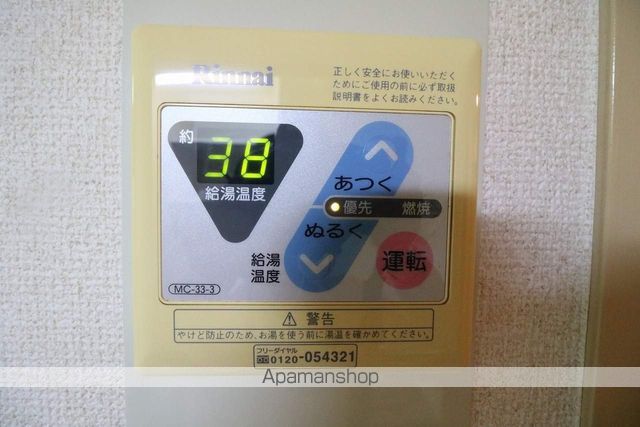 Rinnai
正しく安全にお使いいただく
ためにご使用の前に必ず取扱
説明書をよくお読みください。
約
38
給湯温度
あつく
優先 燃焼
ぬるく
給湯
温度
運転
MC-33-3
⚠ 警告
やけど防止のため、お湯を使う前に湯温を確かめてください。
フリーダイヤル
0120-054321
Apamanshop